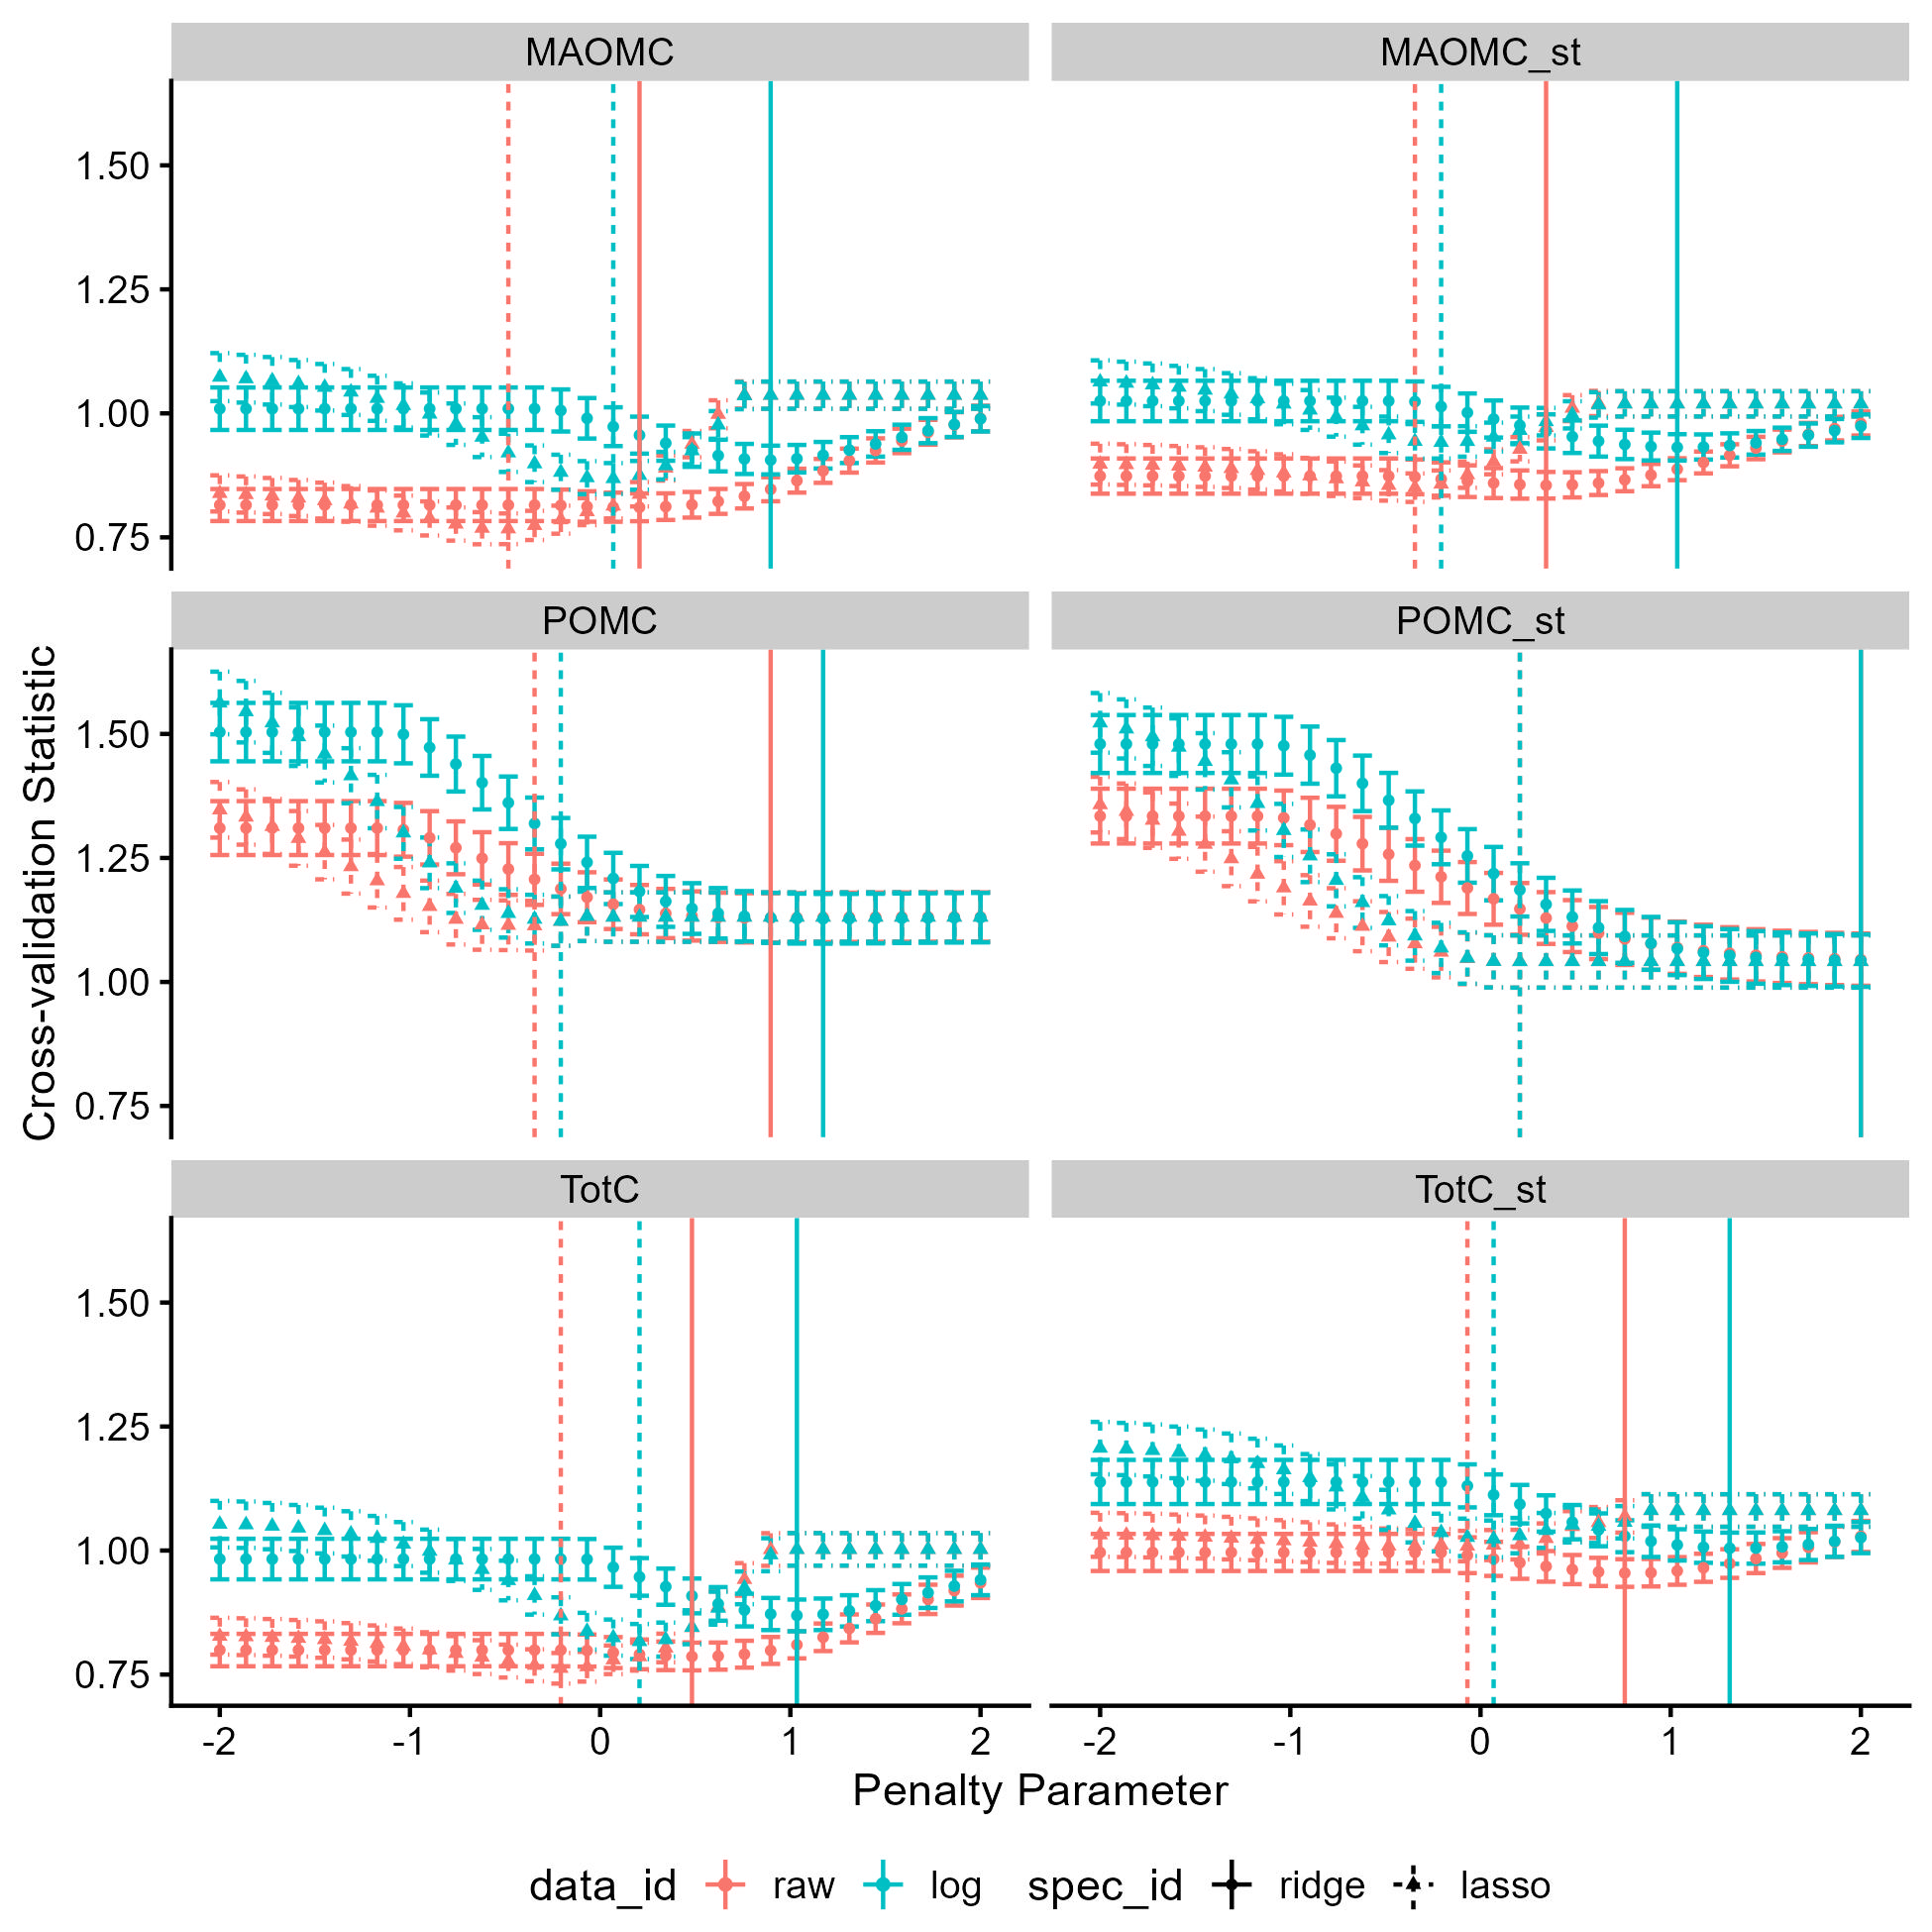 MAOMC
MAOMC_st
1.50
1.25
1.00
0.75
POMC
POMC_st
1.50
1.25
1.00
0.75
Cross-validation Statistic
TotC
TotC_st
1.50
1.25
1.00
0.75
-2 -1 0 1 2
-2 -1 0 1 2
Penalty Parameter
data_id raw log spec_id ridge lasso